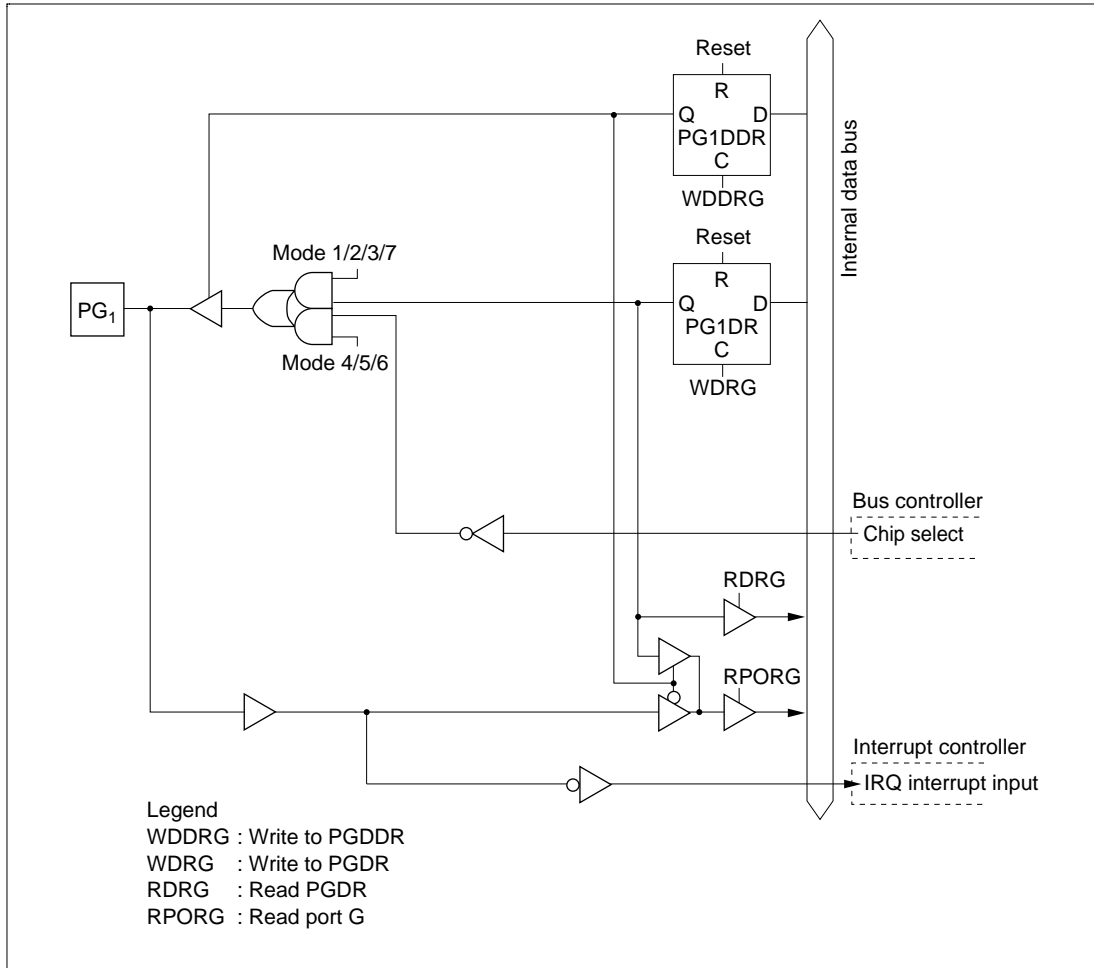 Reset
R
Q D
PG1DDR
C
WDDRG
Internal data bus
Reset
Mode 1/2/3/7
R
Q D
PG1DR
C
WDRG
PG1
Mode 4/5/6
Bus controller
Chip select
RDRG
RPORG
Interrupt controller
IRQ interrupt input
Legend
WDDRG : Write to PGDDR
WDRG : Write to PGDR
RDRG : Read PGDR
RPORG : Read port G